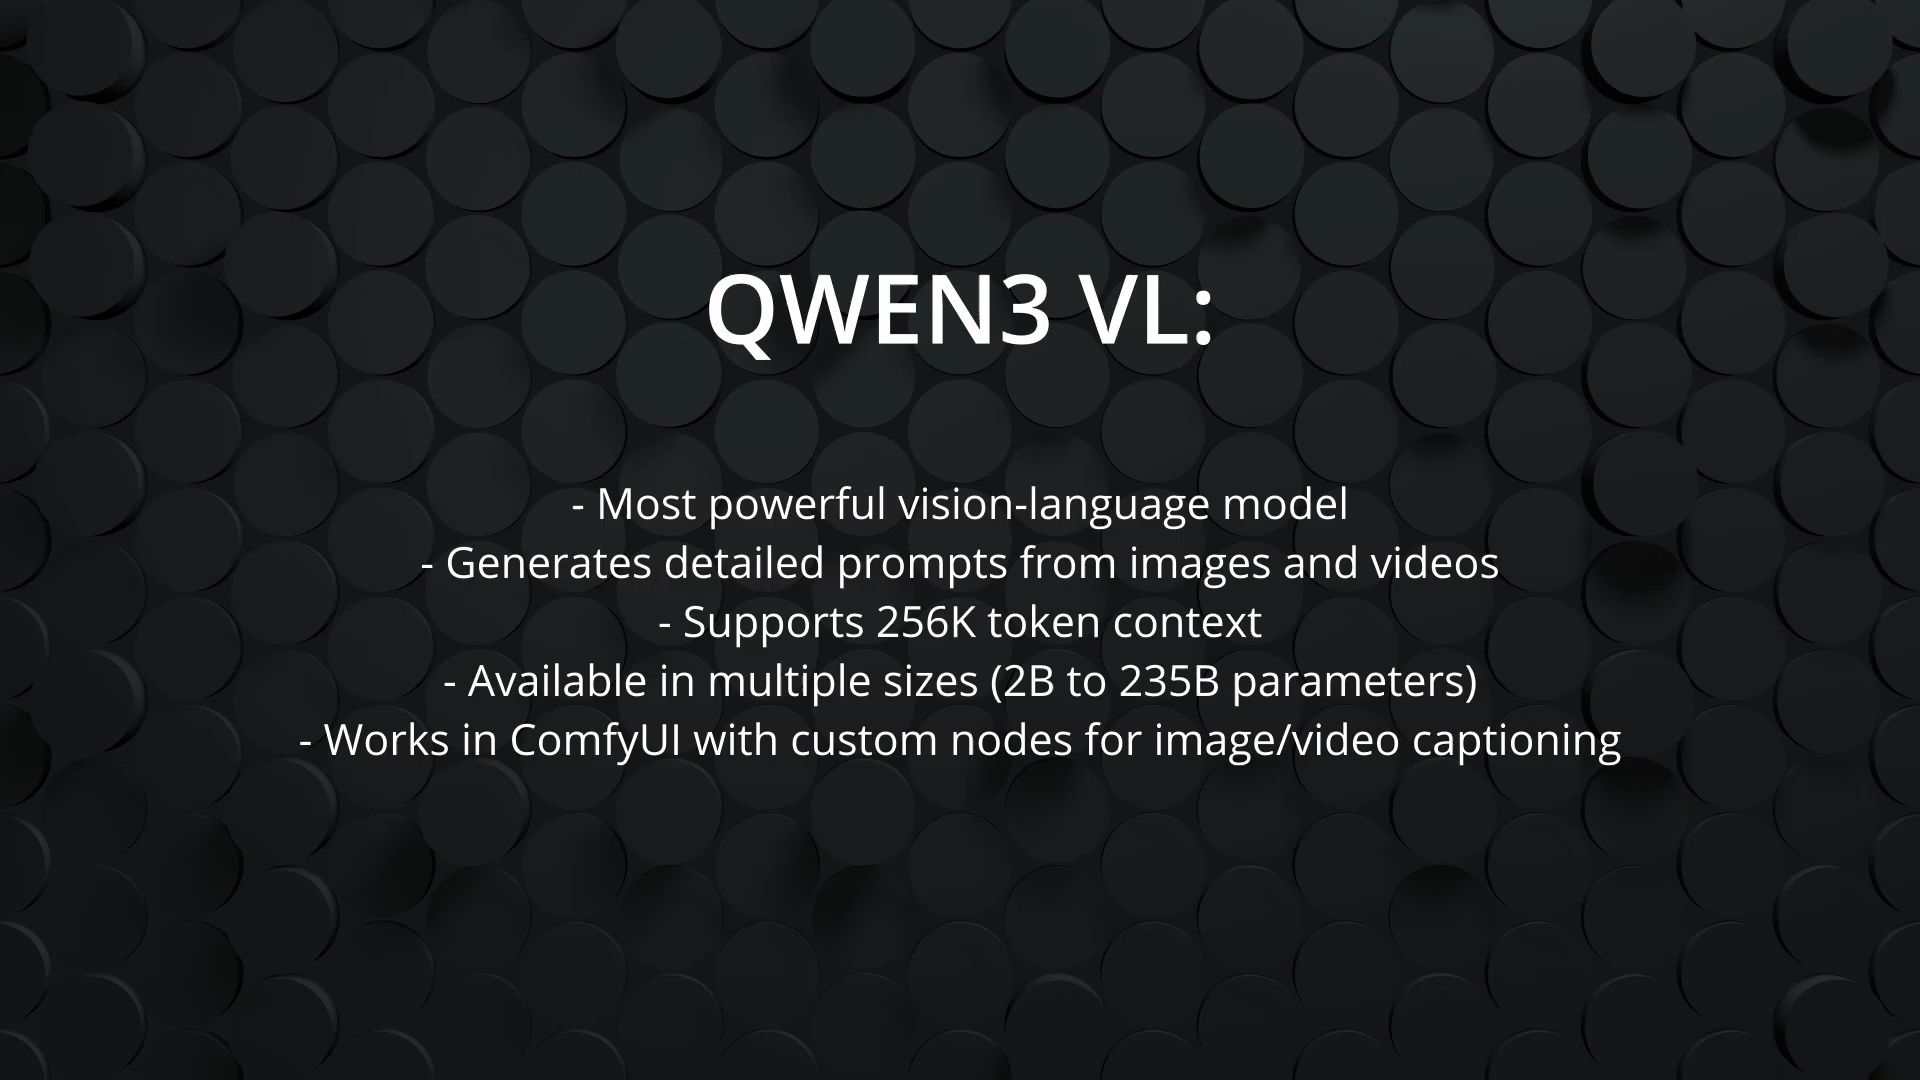 QWEN3 VL:
- Most powerful vision-language model
- Generates detailed prompts from images and videos
- Supports 256K token context
- Available in multiple sizes (2B to 235B parameters)
- Works in ComfyUI with custom nodes for image/video captioning